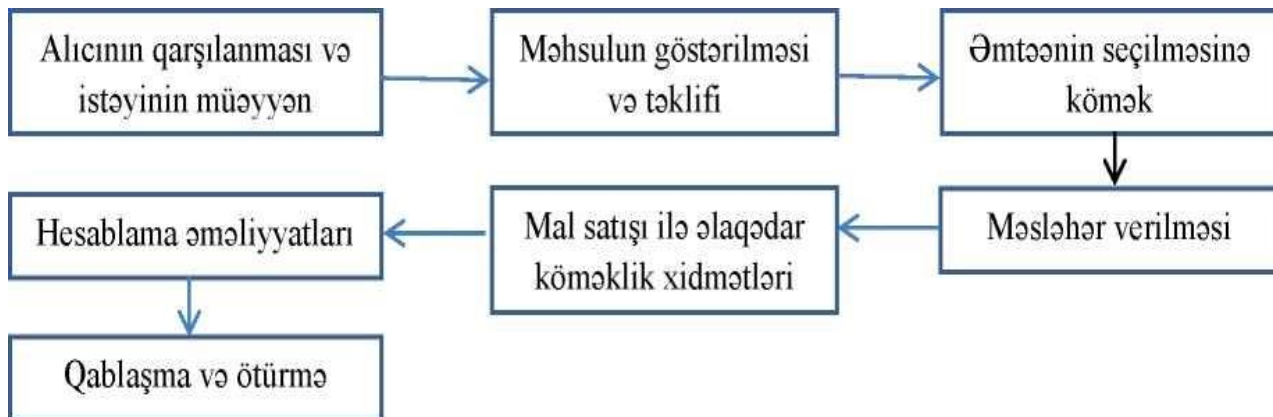 Alıcının qarşılanması və
istəyinin müəyyən
Məhsulun göstərilməsi
və təklifi
Əmtəənin seçilməsinə
kömək
Məsləhər verilməsi
Mal satışı ilə əlaqədar
köməklik xidmətləri
Hesablama əməliyyatları
Qablaşma və ötürmə